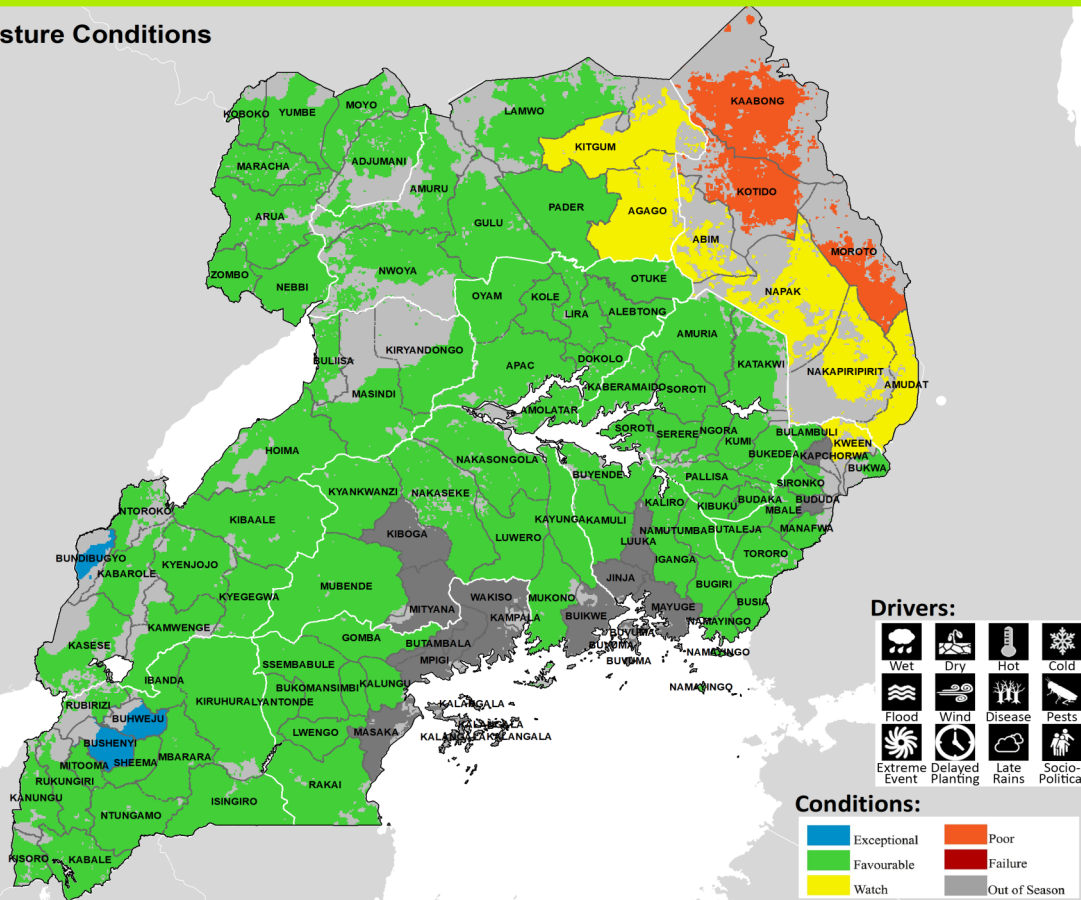 sture Conditions
KAABONG
MOYO
LAMWO
KOBOKO
YUMBE
KITGUM
ADJUMANI
MARACHA
AMURU
KOTIDO
PADER
AGAGO
ARUA
GULU
ABIM
MOROTO
NWOYA
ZOMBO
OTUKE
NEBBI
NAPAK
OYAM
KOLE
LIRA
ALEBTONG
AMURIA
KIRYANDONGO
BULIISA
DOKOLO
APAC
KATAKWI
NAKAPIRIPIRIT
AMUDAT
KABERAMAIDO
SOROTI
MASINDI
AMOLATAR
SOROTI
SERERE
NGORA
BULAMBULI
KUMI
KWEEN
HOIMA
BUKEDEA
KAPCHORWA
NAKASONGOLA
BUKWA
BUYENDE
PALLISA
SIRONKO
KYANKWANZI
NAKASEKE
KALIRO
BUDAKA
BUDUDA
NTOROKO
KIBUKU
MBALE
KIBAALE
KAYUNGA
KAMULI
NAMUTUMBA
BUTALEJA
MANAFWA
KIBOGA
LUWERO
LUUKA
BUNDIBUGYO
KABAROLE
KYENJOJO
IGANGA
TORORO
JINJA
MUBENDE
BUGIRI
KYEGEGWA
WAKISO
MUKONO
BUSIA
MITYANA
MAYUGE
KAMWENGE
KAMPALA
BUIKWE
NAMAYINGO
GOMBA
BUTAMBALA
BUVUMA
KASESE
BUVUMA
NAMAYINGO
MPIGI
BUVUMA
SSEMBABULE
IBANDA
BUKOMANSIMBI
KALUNGU
NAMAYINGO
RUBIRIZI
KIRUHURA
LYANTONDE
KALANGALA
BUHWEJU
KALANGALA
LWENGO
MASAKA
KALANGALA
KALANGALA
BUSHENYI
MITOOMA
SHEEMA
MBARARA
RUKUNGIRI
RAKAI
KANUNGU
ISINGIRO
NTUNGAMO
KISORO
KABALE
Drivers:
Wet Dry Hot Cold
Flood Wind Disease Pests
Extreme Event Delayed Planting Late Rains Socio-Politica
Conditions:
Exceptional Poor
Favourable Failure
Watch Out of Season